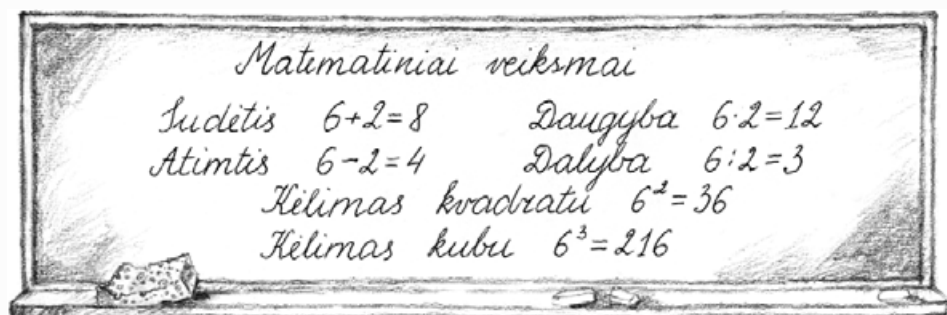 Matematiniai veiksmai
Sudėtis 6+2=8 Daugyba 6·2=12
Atimtis 6-2=4 Dalyba 6:2=3
Kėlimas kvadratu 6²=36
Kėlimas kubu 6³=216